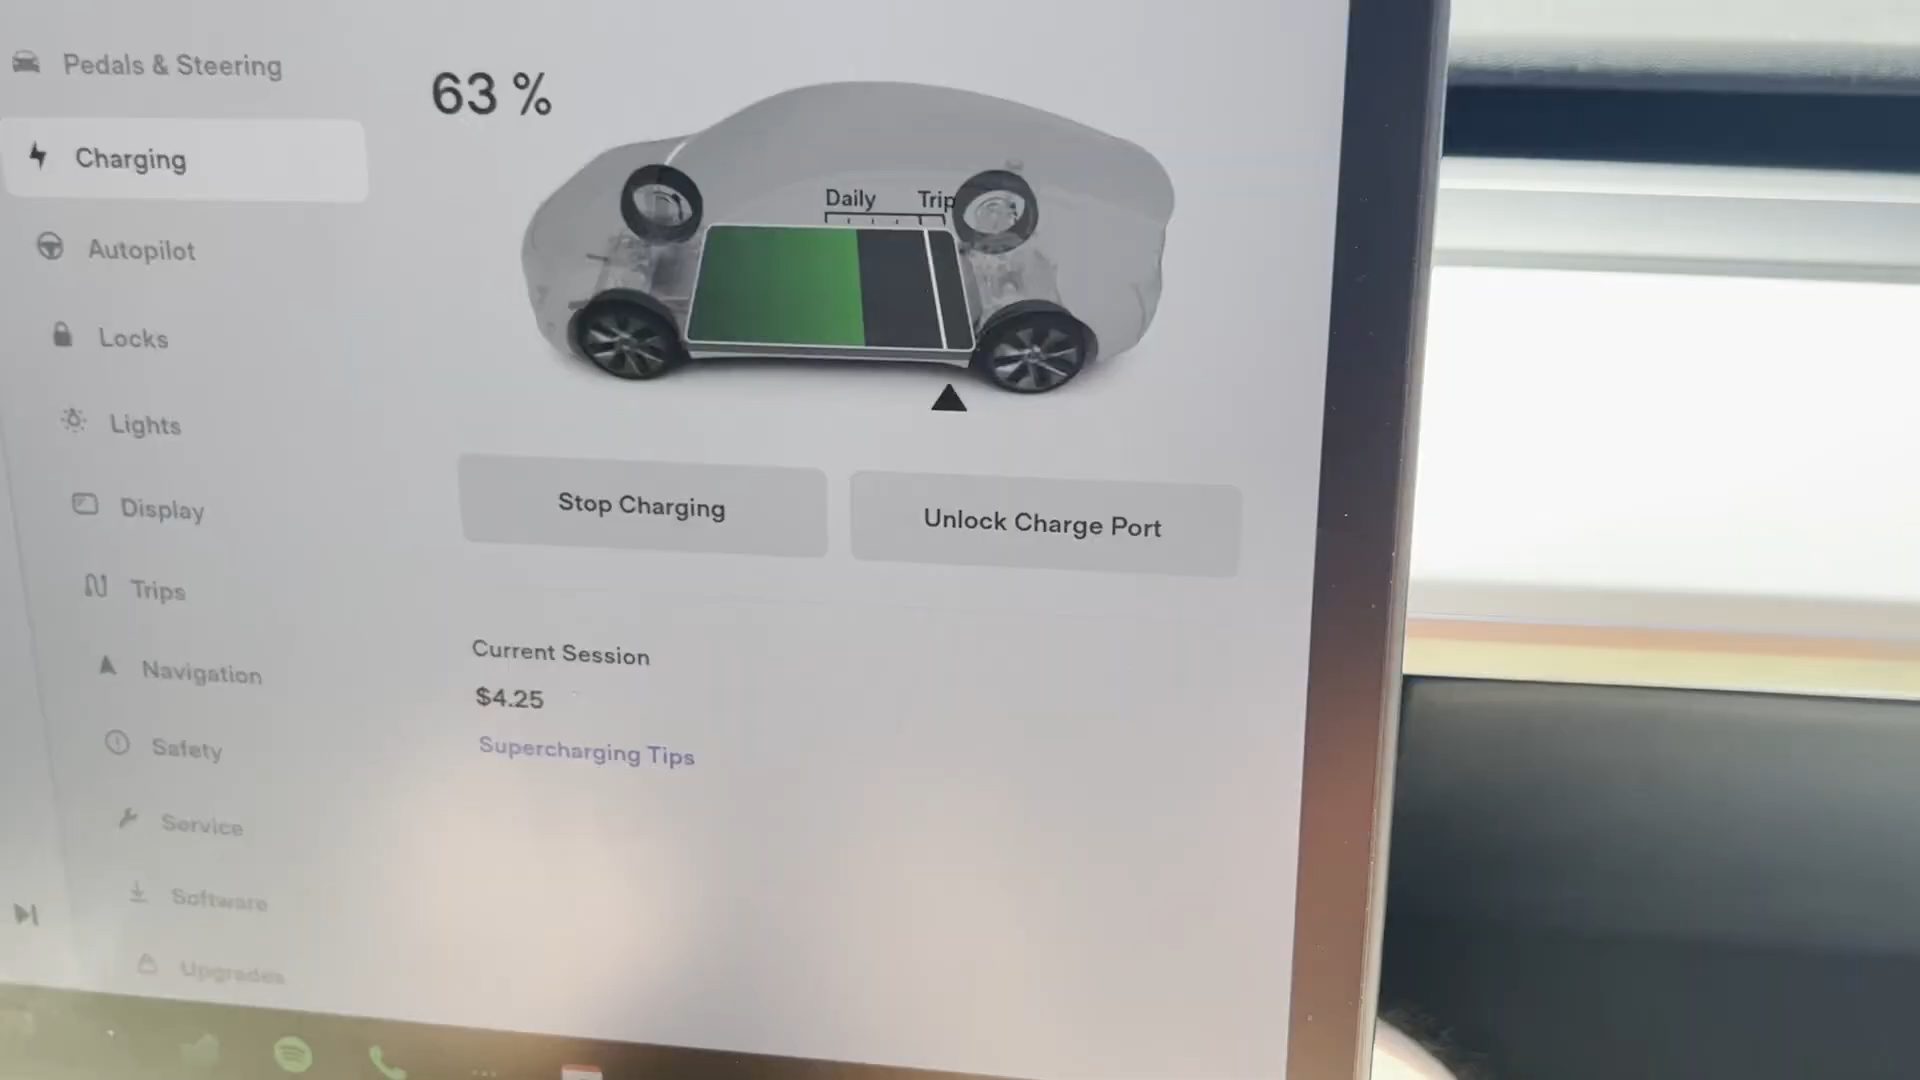 Pedals & Steering
Charging
Autopilot
Locks
Lights
Display
Trips
Navigation
Safety
Service
Software
Upgrades
63 %
Daily Trip
Stop Charging
Unlock Charge Port
Current Session
$4.25
Supercharging Tips